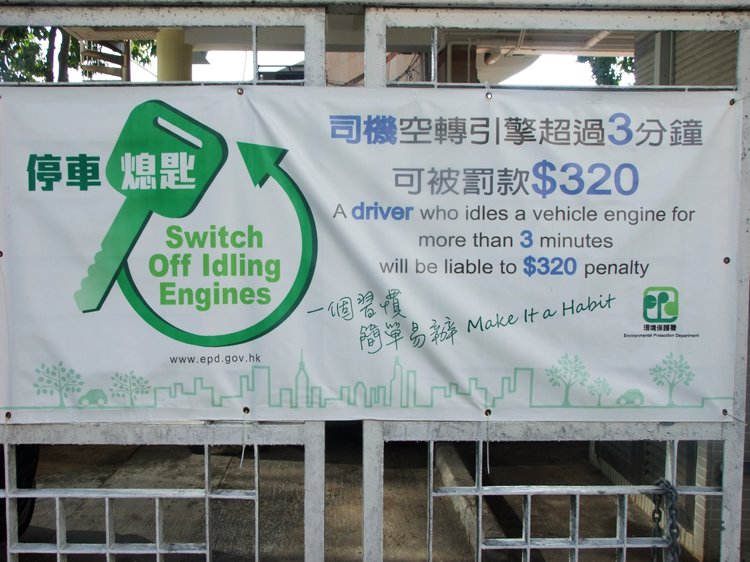 停車熄匙
Switch
Off Idling
Engines
www.epd.gov.hk
司機空轉引擎超過3分鐘
可被罰款$320
A driver who idles a vehicle engine for
more than 3 minutes
will be liable to $320 penalty
一個習慣
簡單易辦 Make It a Habit
環境保護署
Environmental Protection Department